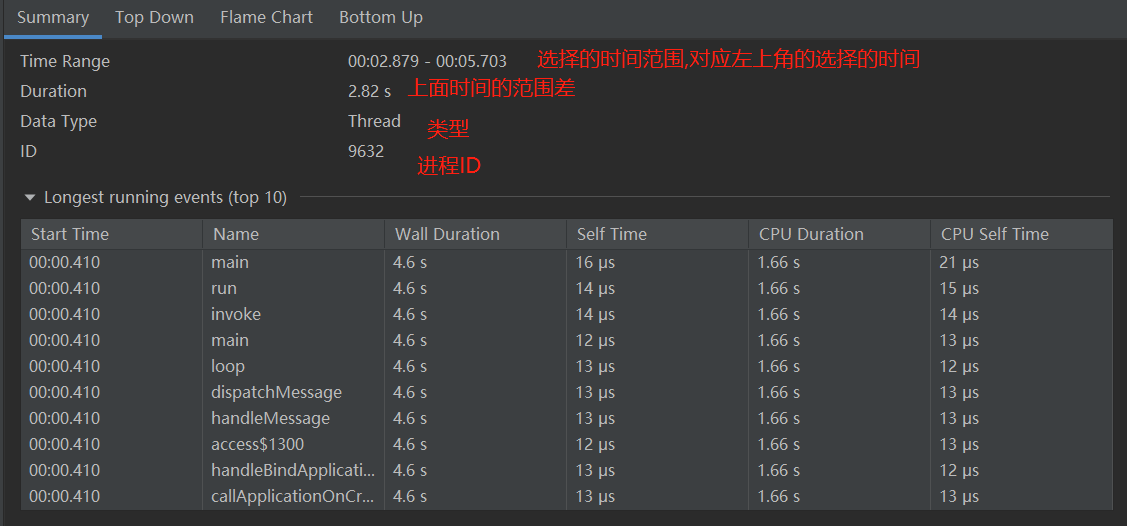 Summary Top Down Flame Chart Bottom Up
Time Range 00:02.879 - 00:05.703 选择的时间范围,对应左上角的选择的时间
Duration 2.82 s 上面时间的范围差
Data Type Thread 类型
ID 9632 进程ID
Longest running events (top 10)
Start Time Name Wall Duration Self Time CPU Duration CPU Self Time
00:00.410 main 4.6 s 16 μs 1.66 s 21 μs
00:00.410 run 4.6 s 14 μs 1.66 s 15 μs
00:00.410 invoke 4.6 s 14 μs 1.66 s 14 μs
00:00.410 main 4.6 s 12 μs 1.66 s 13 μs
00:00.410 loop 4.6 s 13 μs 1.66 s 12 μs
00:00.410 dispatchMessage 4.6 s 13 μs 1.66 s 13 μs
00:00.410 handleMessage 4.6 s 13 μs 1.66 s 13 μs
00:00.410 access$1300 4.6 s 12 μs 1.66 s 13 μs
00:00.410 handleBindApplicati... 4.6 s 13 μs 1.66 s 12 μs
00:00.410 callApplicationOnCr... 4.6 s 13 μs 1.66 s 13 μs